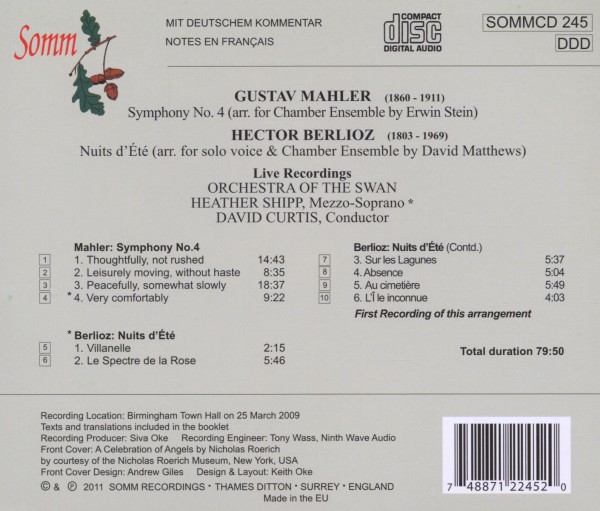 Somm
MIT DEUTSCHEM KOMMENTAR
NOTES EN FRANÇAIS
COMPACT
disc
DIGITAL AUDIO
SOMMCD 245
DDD
GUSTAV MAHLER (1860 - 1911)
Symphony No. 4 (arr. for Chamber Ensemble by Erwin Stein)
HECTOR BERLIOZ (1803 - 1969)
Nuits d'Été (arr. for solo voice & Chamber Ensemble by David Matthews)
Live Recordings
ORCHESTRA OF THE SWAN
HEATHER SHIPP, Mezzo-Soprano *
DAVID CURTIS, Conductor
Mahler: Symphony No.4
1 1. Thoughtfully, not rushed 14:43
2 2. Leisurely moving, without haste 8:35
3 3. Peacefully, somewhat slowly 18:37
4 * 4. Very comfortably 9:22
* Berlioz: Nuits d'Été
5 1. Villanelle 2:15
6 2. Le Spectre de la Rose 5:46
Berlioz: Nuits d'Été (Contd.)
7 3. Sur les Lagunes 5:37
8 4. Absence 5:04
9 5. Au cimetière 5:49
10 6. L'Î le inconnue 4:03
First Recording of this arrangement
Total duration 79:50
Recording Location: Birmingham Town Hall on 25 March 2009
Texts and translations included in the booklet
Recording Producer: Siva Oke Recording Engineer: Tony Wass, Ninth Wave Audio
Front Cover: A Celebration of Angels by Nicholas Roerich
by courtesy of the Nicholas Roerich Museum, New York, USA
Front Cover Design: Andrew Giles Design & Layout: Keith Oke
© & ℗ 2011 SOMM RECORDINGS · THAMES DITTON · SURREY · ENGLAND
Made in the EU
7 48871 22452 0